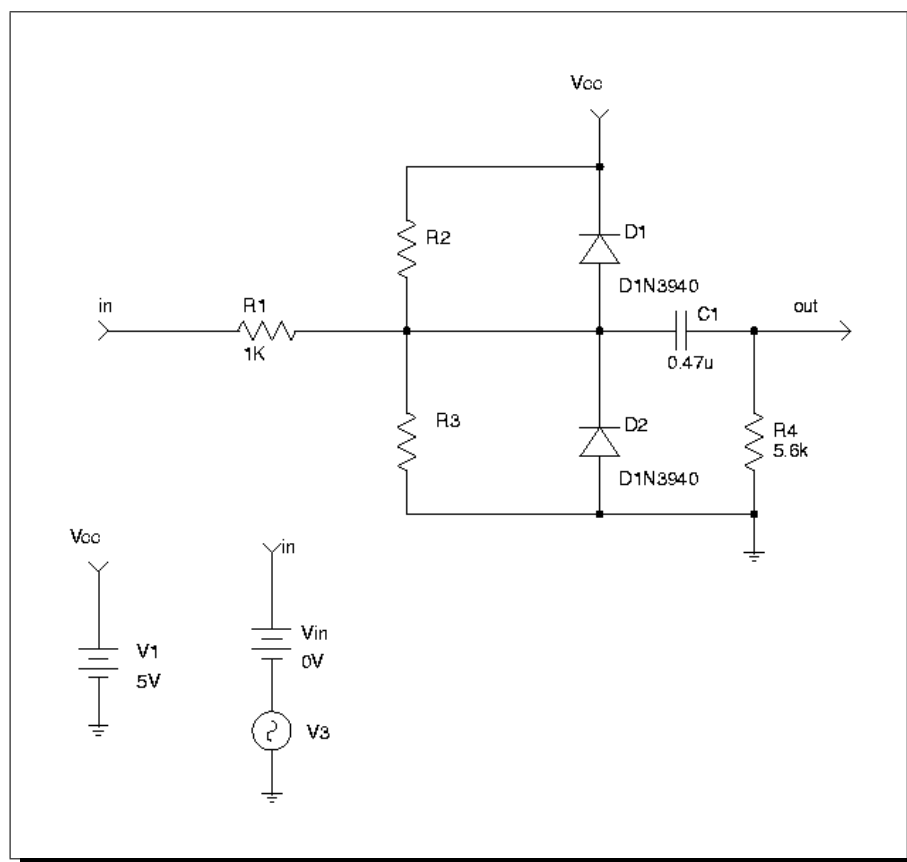 Vcc
R2
D1
D1N3940
in
R1
1K
C1
0.47u
out
R3
D2
D1N3940
R4
5.6k
Vcc
in
V1
5V
Vin
0V
V3